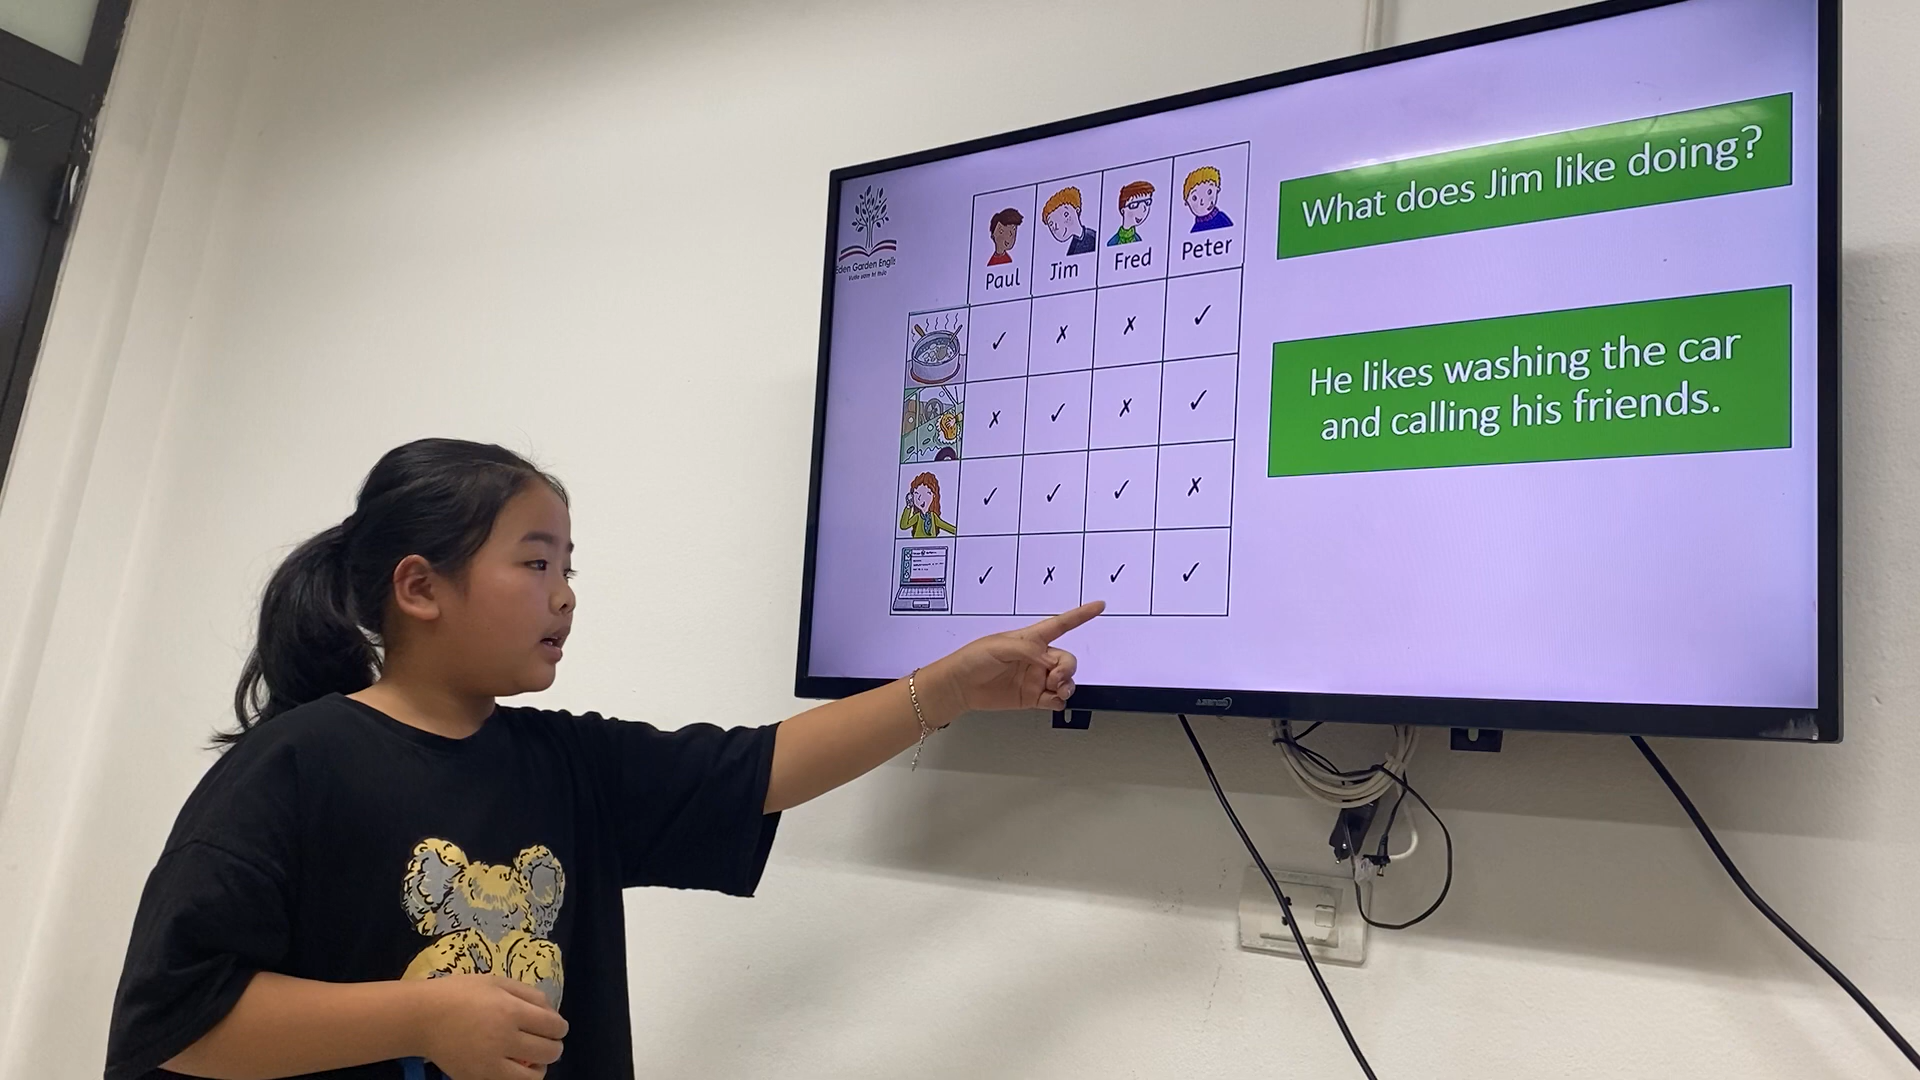 Eden Garden Englis
Paul
Jim
Fred
Peter
What does Jim like doing?
He likes washing the car
and calling his friends.